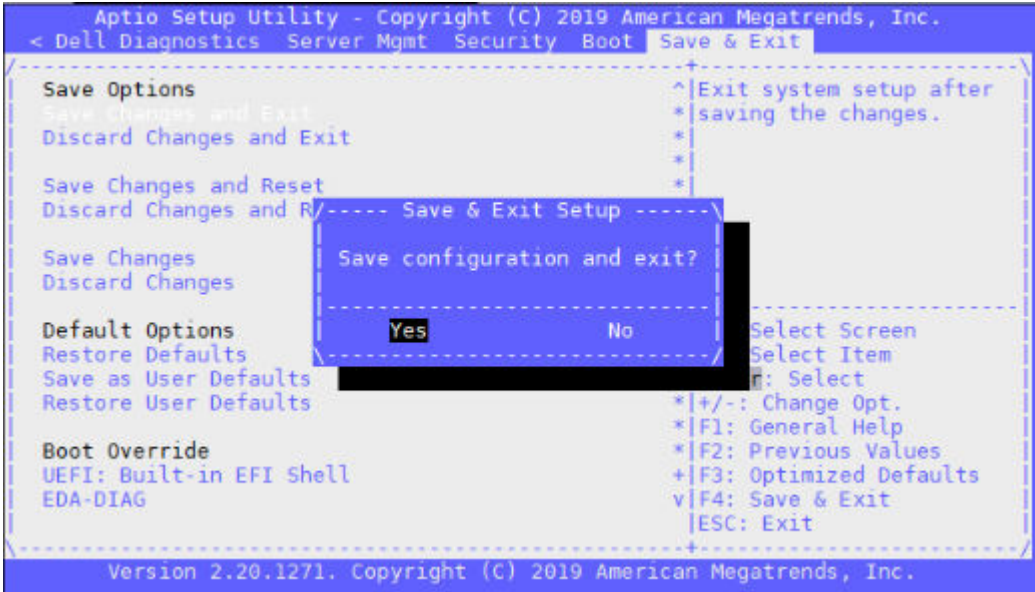 Aptio Setup Utility - Copyright (C) 2019 American Megatrends, Inc.
< Dell Diagnostics Server Mgmt Security Boot Save & Exit
Save Options
Save Changes and Exit
Discard Changes and Exit
Save Changes and Reset
Discard Changes and R
Save Changes
Discard Changes
Default Options
Restore Defaults
Save as User Defaults
Restore User Defaults
Boot Override
UEFI: Built-in EFI Shell
EDA-DIAG
Save & Exit Setup
Save configuration and exit?
Yes No
Exit system setup after
saving the changes.
Select Screen
Select Item
r: Select
+/-: Change Opt.
F1: General Help
F2: Previous Values
F3: Optimized Defaults
F4: Save & Exit
ESC: Exit
Version 2.20.1271. Copyright (C) 2019 American Megatrends, Inc.